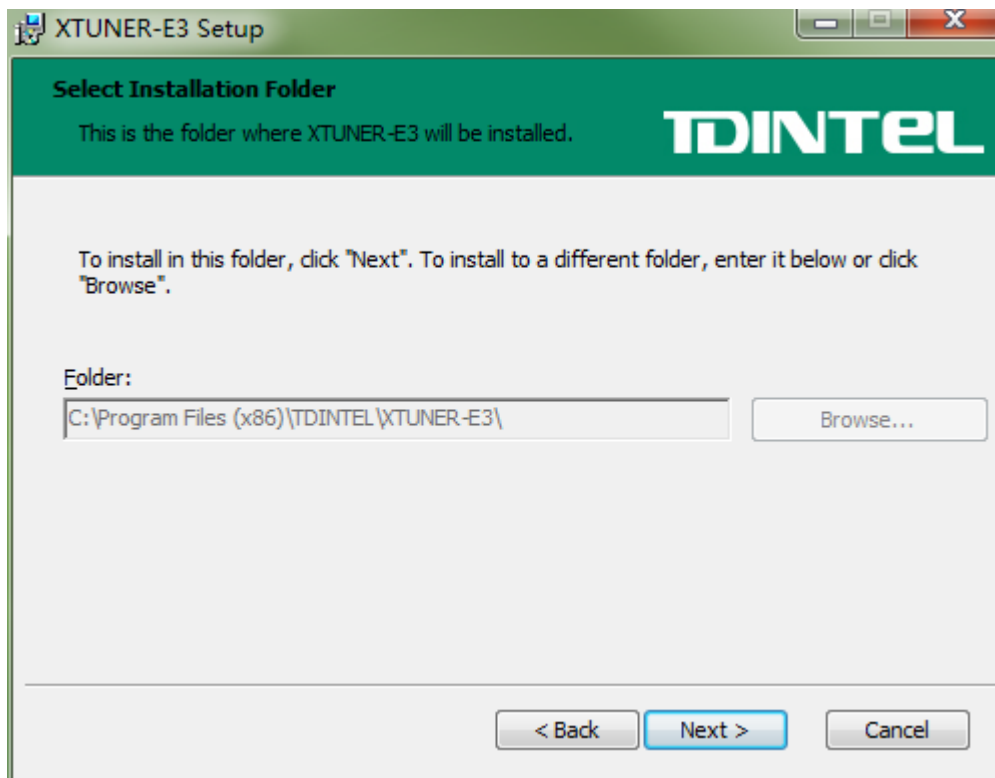 XTUNER-E3 Setup
Select Installation Folder
This is the folder where XTUNER-E3 will be installed.
TDINTEL
To install in this folder, click "Next". To install to a different folder, enter it below or click
"Browse".
Folder:
C:\Program Files (x86)\TDINTEL\XTUNER-E3\
Browse...
< Back
Next >
Cancel